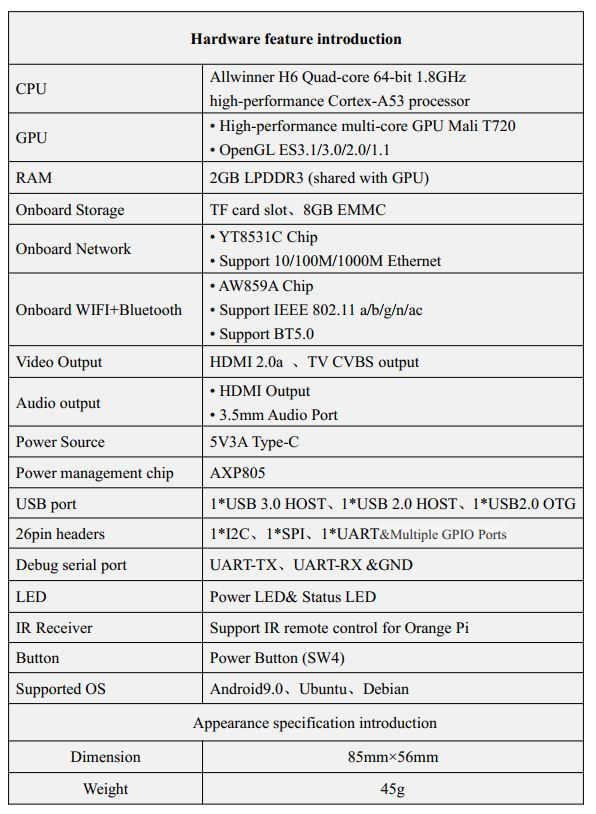 Hardware feature introduction
CPU
Allwinner H6 Quad-core 64-bit 1.8GHz
high-performance Cortex-A53 processor
GPU
• High-performance multi-core GPU Mali T720
• OpenGL ES3.1/3.0/2.0/1.1
RAM
2GB LPDDR3 (shared with GPU)
Onboard Storage
TF card slot、8GB EMMC
Onboard Network
• YT8531C Chip
• Support 10/100M/1000M Ethernet
Onboard WIFI+Bluetooth
• AW859A Chip
• Support IEEE 802.11 a/b/g/n/ac
• Support BT5.0
Video Output
HDMI 2.0a 、TV CVBS output
Audio output
• HDMI Output
• 3.5mm Audio Port
Power Source
5V3A Type-C
Power management chip
AXP805
USB port
1*USB 3.0 HOST、1*USB 2.0 HOST、1*USB2.0 OTG
26pin headers
1*I2C、1*SPI、1*UART&Multiple GPIO Ports
Debug serial port
UART-TX、UART-RX &GND
LED
Power LED& Status LED
IR Receiver
Support IR remote control for Orange Pi
Button
Power Button (SW4)
Supported OS
Android9.0、Ubuntu、Debian
Appearance specification introduction
Dimension
85mm×56mm
Weight
45g